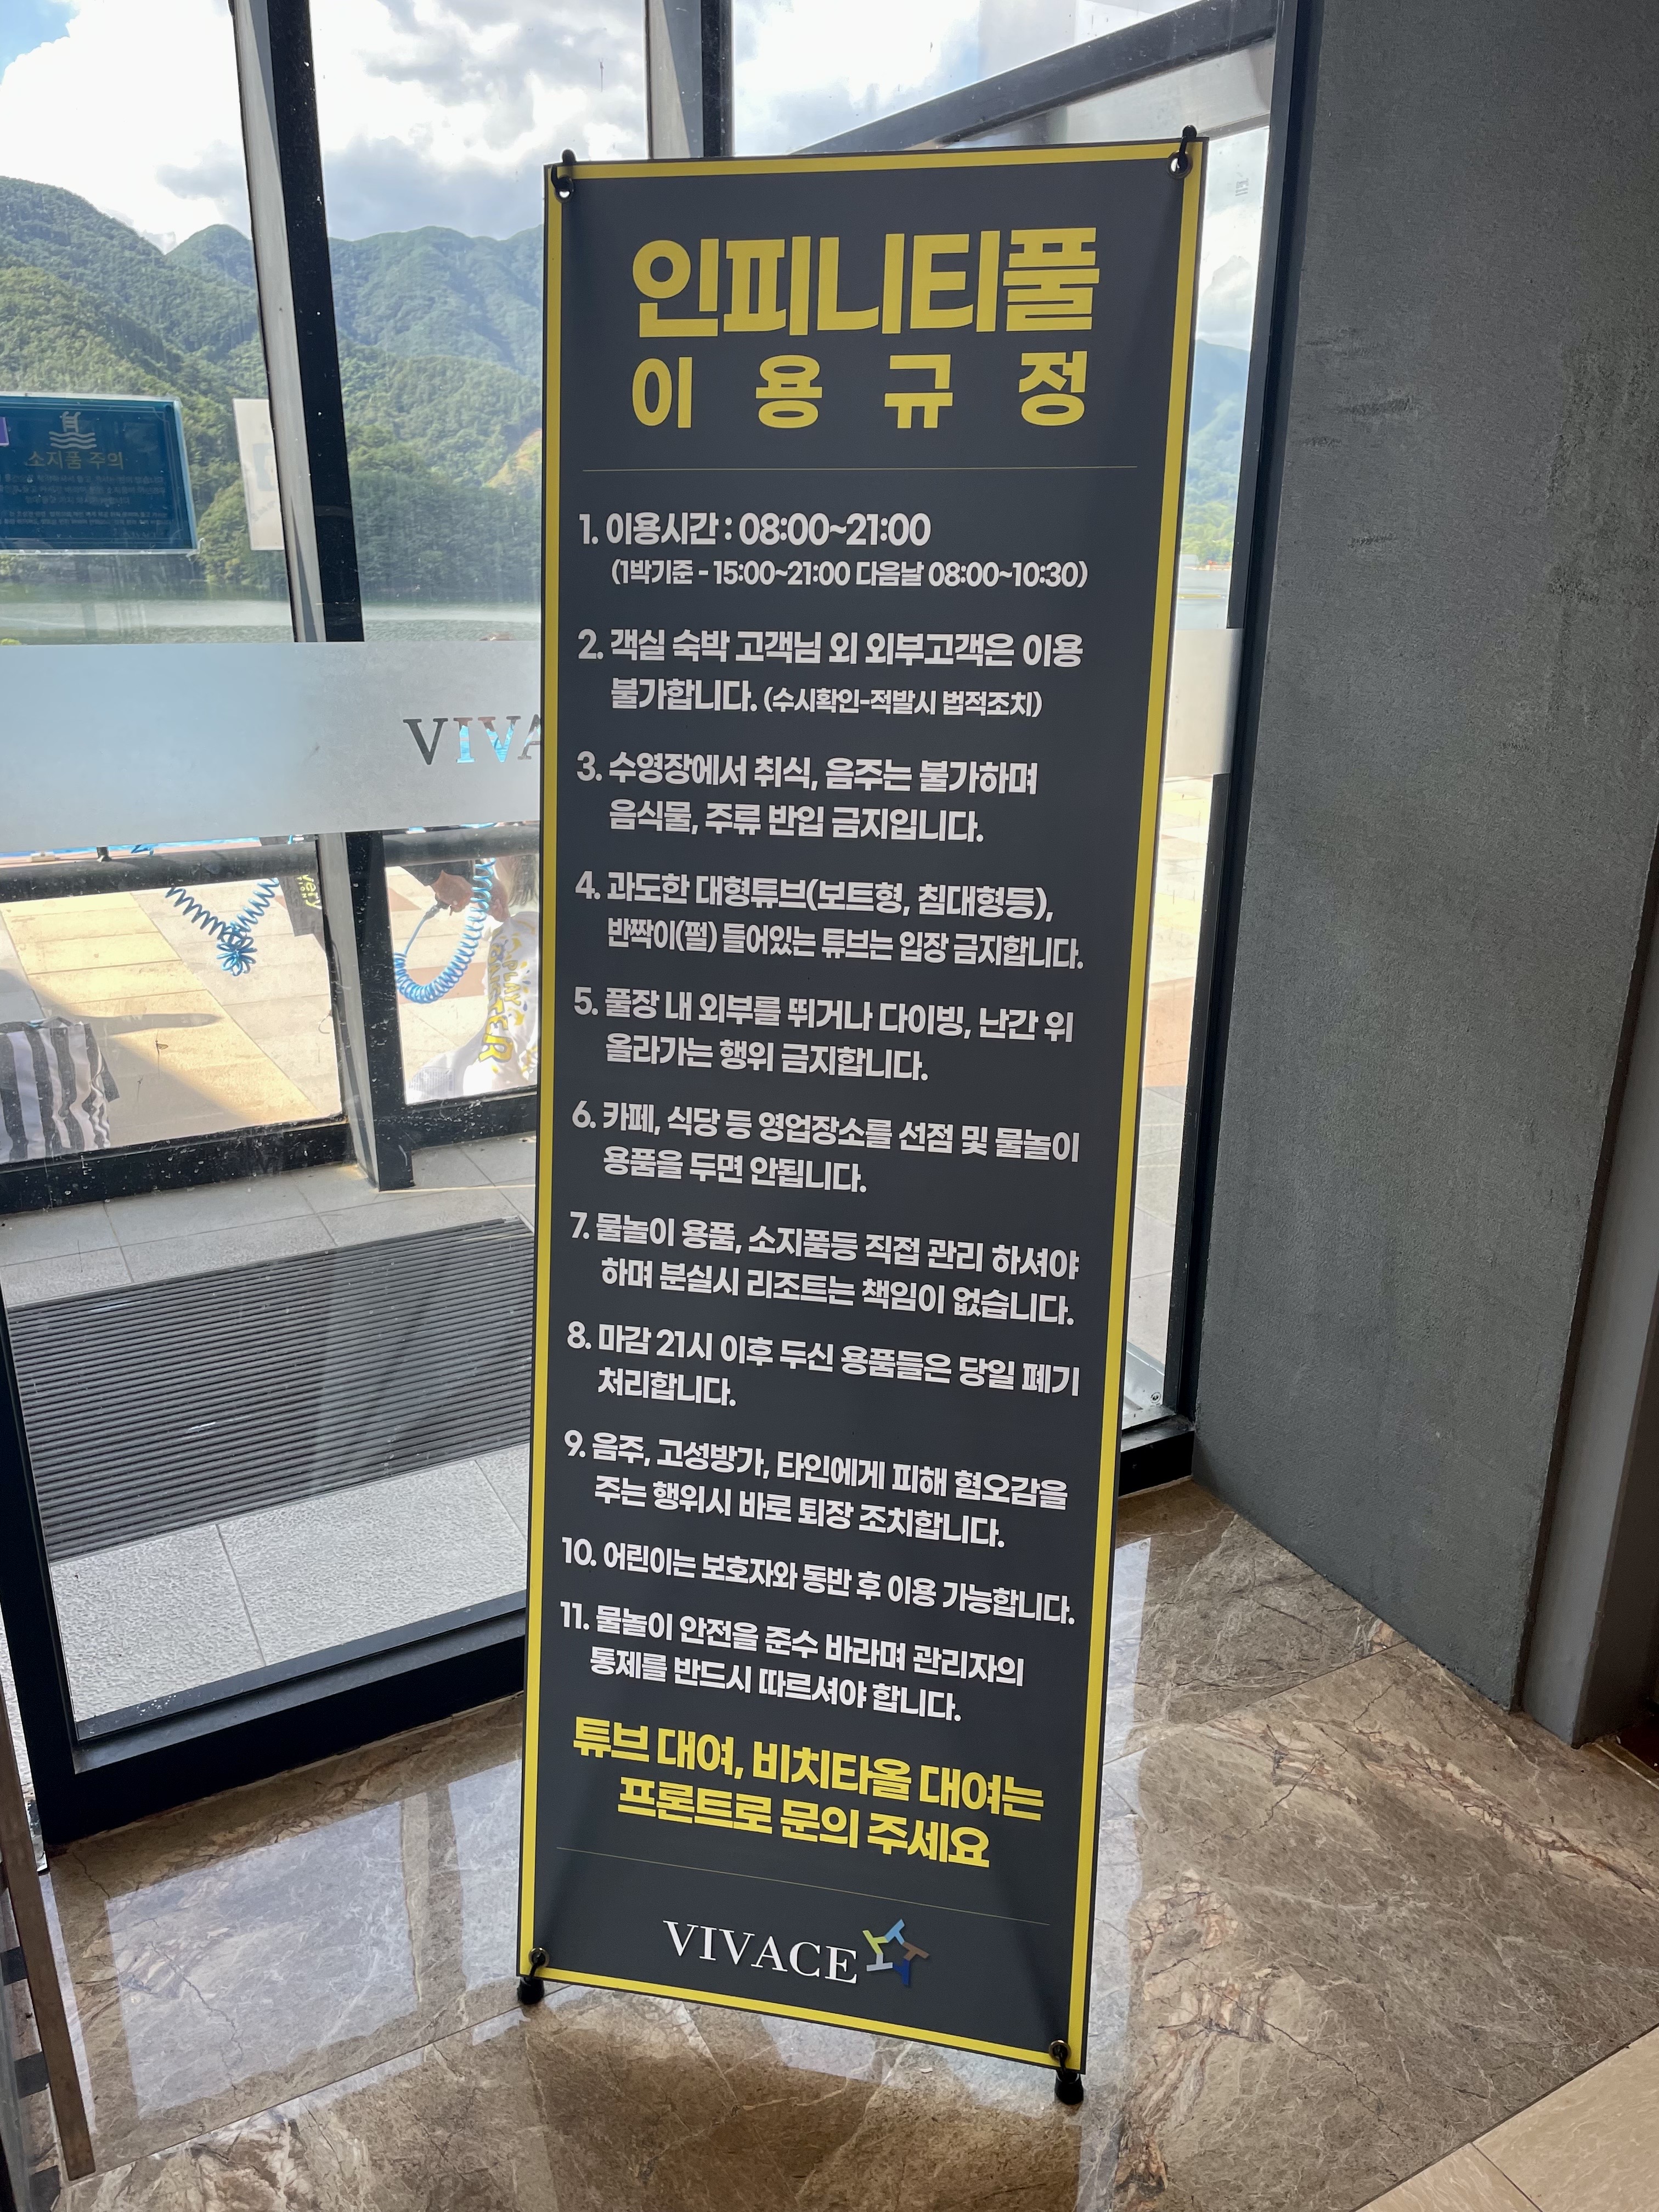 인피니티풀
이용규정
1. 이용시간 : 08:00~21:00
(1박기준 - 15:00~21:00 다음날 08:00~10:30)
2. 객실 숙박 고객님 외 외부고객은 이용
불가합니다. (수시확인-적발시 법적조치)
3. 수영장에서 취식, 음주는 불가하며
음식물, 주류 반입 금지입니다.
4. 과도한 대형튜브(보트형, 침대형등),
반짝이(펄) 들어있는 튜브는 입장 금지합니다.
5. 풀장 내 외부를 뛰거나 다이빙, 난간 위
올라가는 행위 금지합니다.
6. 카페, 식당 등 영업장소를 선점 및 물놀이
용품을 두면 안됩니다.
7. 물놀이 용품, 소지품등 직접 관리 하셔야
하며 분실시 리조트는 책임이 없습니다.
8. 마감 21시 이후 두신 용품들은 당일 폐기
처리합니다.
9. 음주, 고성방가, 타인에게 피해 혐오감을
주는 행위시 바로 퇴장 조치합니다.
10. 어린이는 보호자와 동반 후 이용 가능합니다.
11. 물놀이 안전을 준수 바라며 관리자의
통제를 반드시 따르셔야 합니다.
튜브 대여, 비치타올 대여는
프론트로 문의 주세요
VIVACE
소지품 주의
VIVA